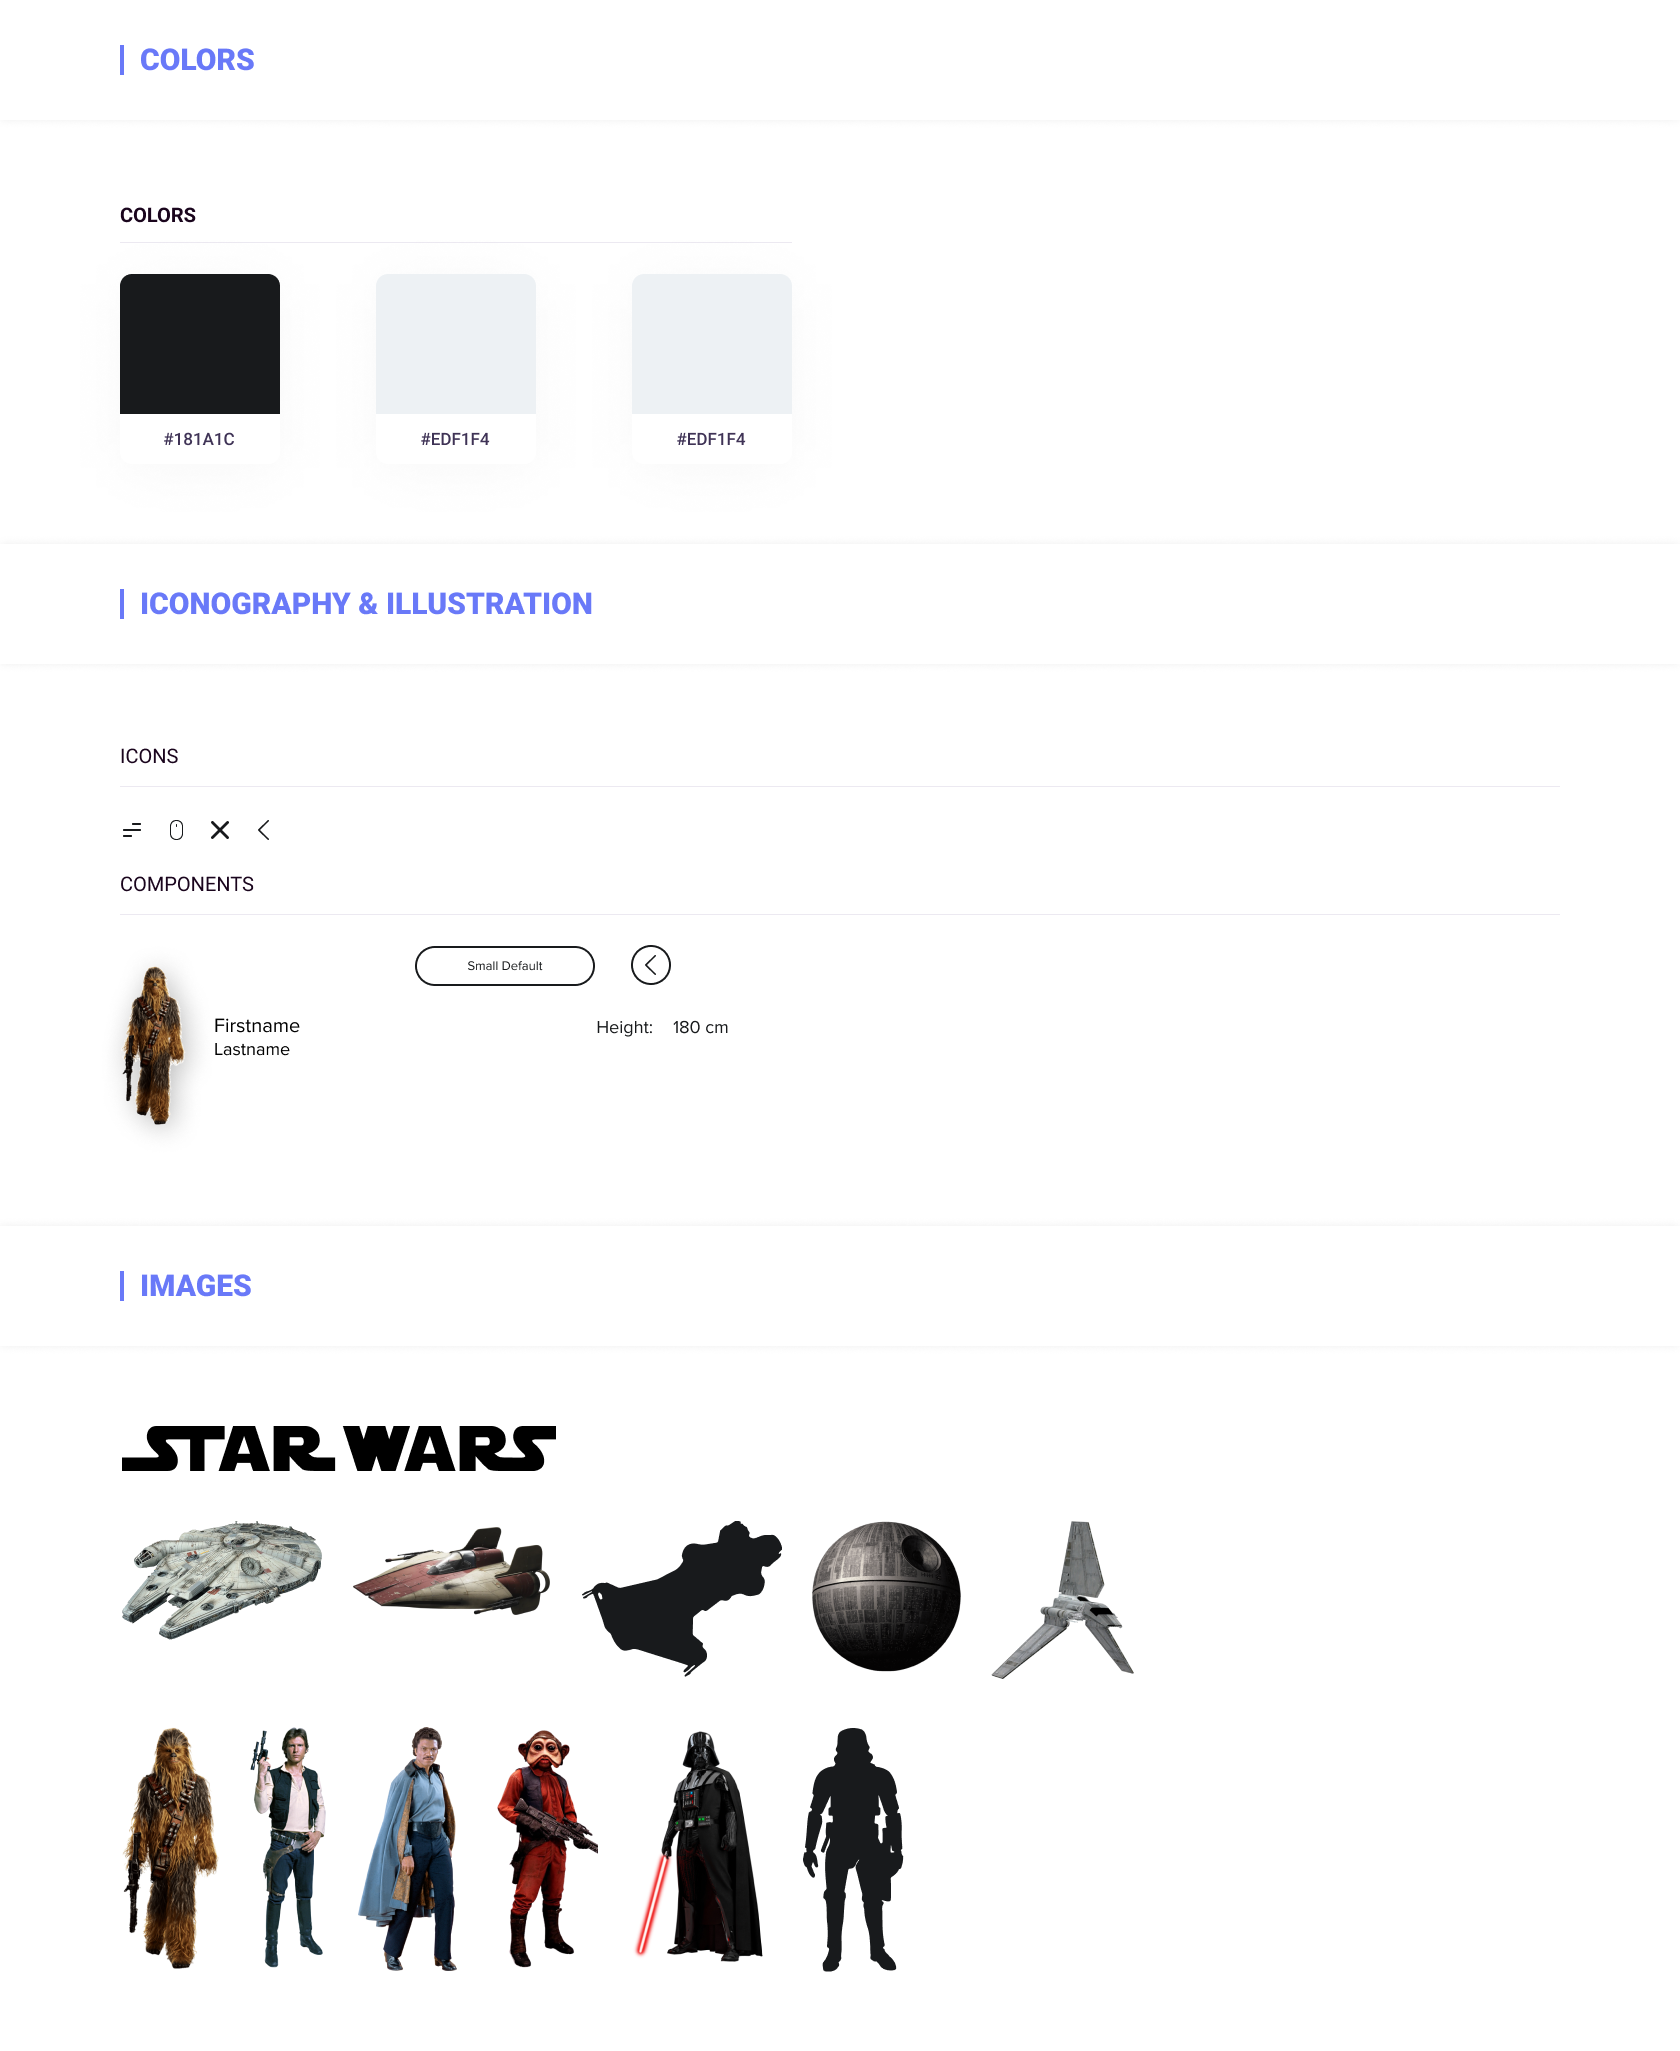 COLORS
COLORS
#181A1C
#EDF1F4
#EDF1F4
ICONOGRAPHY & ILLUSTRATION
ICONS
COMPONENTS
Small Default
Firstname
Lastname
Height: 180 cm
IMAGES
STAR WARS